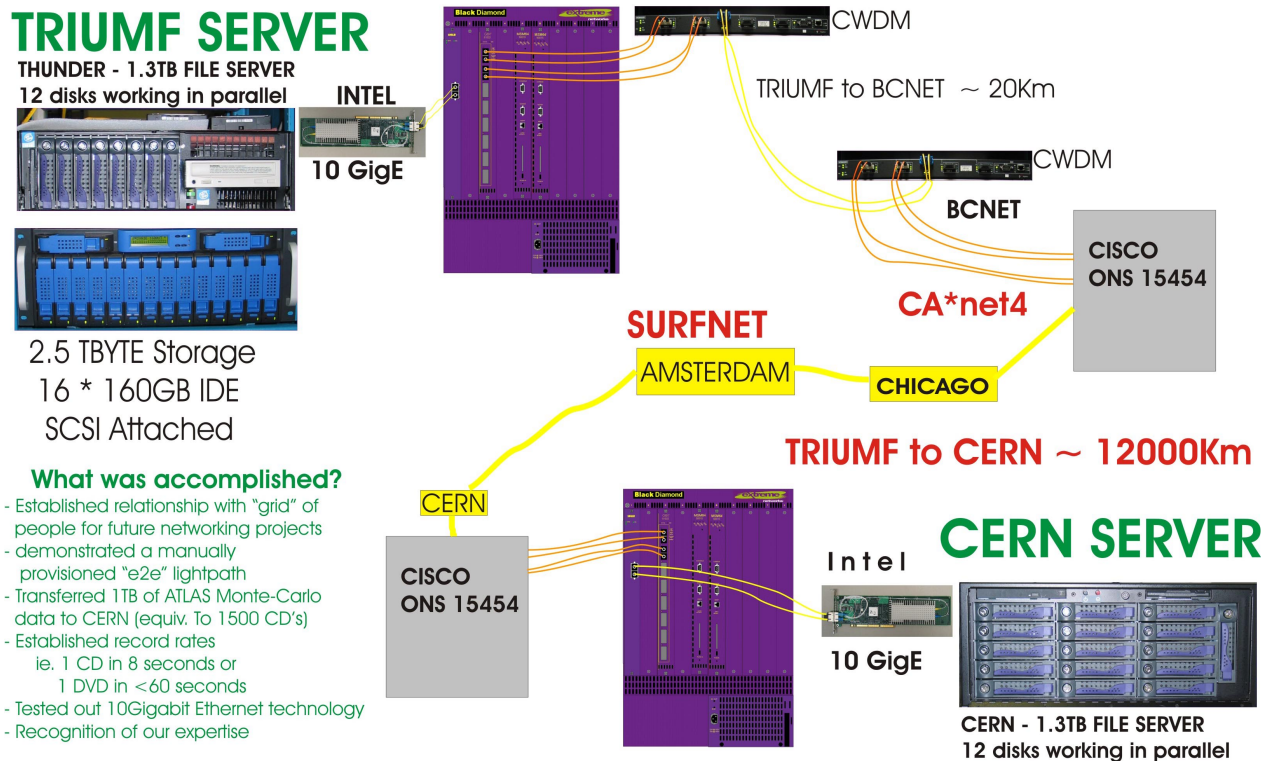 TRIUMF SERVER
THUNDER - 1.3TB FILE SERVER
12 disks working in parallel
INTEL
10 GigE
Black Diamond
extreme
networks
CWDM
TRIUMF to BCNET ~ 20Km
CWDM
BCNET
CISCO
ONS 15454
CA*net4
SURFNET
AMSTERDAM
CHICAGO
2.5 TBYTE Storage
16 * 160GB IDE
SCSI Attached
TRIUMF to CERN ~ 12000Km
What was accomplished?
- Established relationship with “grid” of
people for future networking projects
- demonstrated a manually
provisioned “e2e” lightpath
- Transferred 1TB of ATLAS Monte-Carlo
data to CERN (equiv. To 1500 CD's)
- Established record rates
ie. 1 CD in 8 seconds or
1 DVD in <60 seconds
- Tested out 10Gigabit Ethernet technology
- Recognition of our expertise
CERN
CISCO
ONS 15454
Black Diamond
extreme
networks
Intel
10 GigE
CERN SERVER
CERN - 1.3TB FILE SERVER
12 disks working in parallel